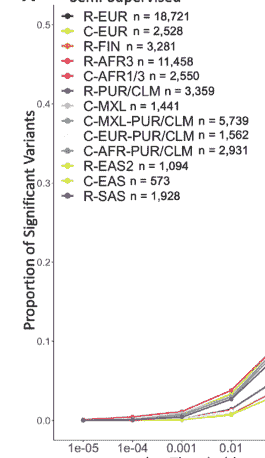 R-EUR n = 18,721
C-EUR n = 2,528
R-FIN n = 3,281
R-AFR3 n = 11,458
C-AFR1/3 n = 2,550
R-PUR/CLM n = 3,359
C-MXL n = 1,441
C-MXL-PUR/CLM n = 5,739
C-EUR-PUR/CLM n = 1,562
C-AFR-PUR/CLM n = 2,931
R-EAS2 n = 1,094
C-EAS n = 573
R-SAS n = 1,928
Proportion of Significant Variants
0.5
0.4
0.3
0.2
0.1
0.0
1e-05 1e-04 0.001 0.01